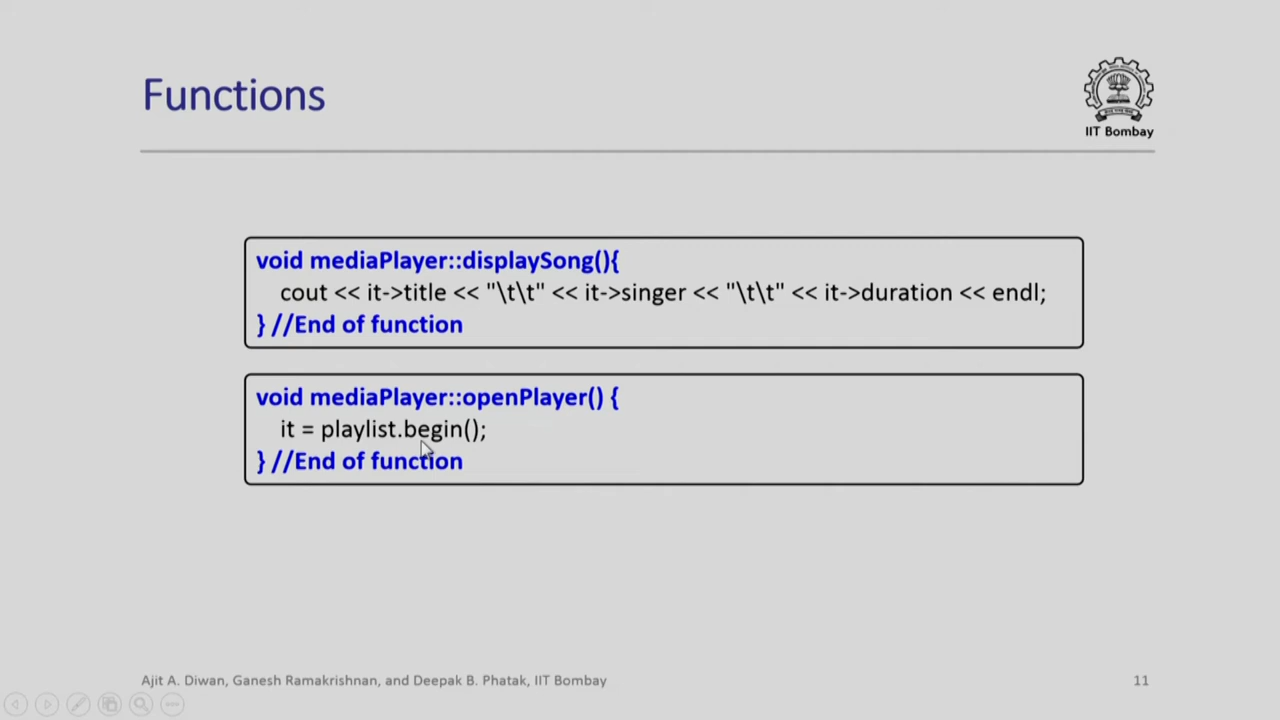 Functions
IIT Bombay
void mediaPlayer::displaySong(){
cout << it->title << "\t\t" << it->singer << "\t\t" << it->duration << endl;
} //End of function
void mediaPlayer::openPlayer() {
it = playlist.begin();
} //End of function
Ajit A. Diwan, Ganesh Ramakrishnan, and Deepak B. Phatak, IIT Bombay
11